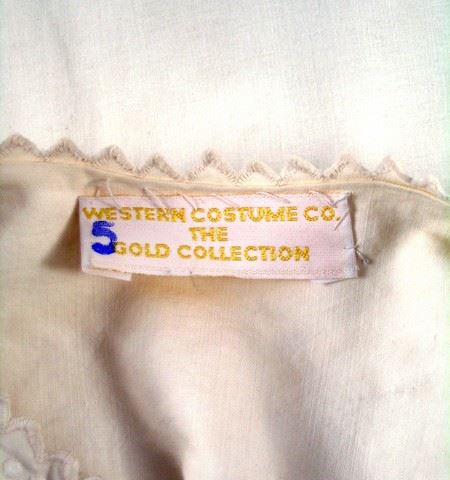 WESTERN COSTUME CO.
THE
5 GOLD COLLECTION